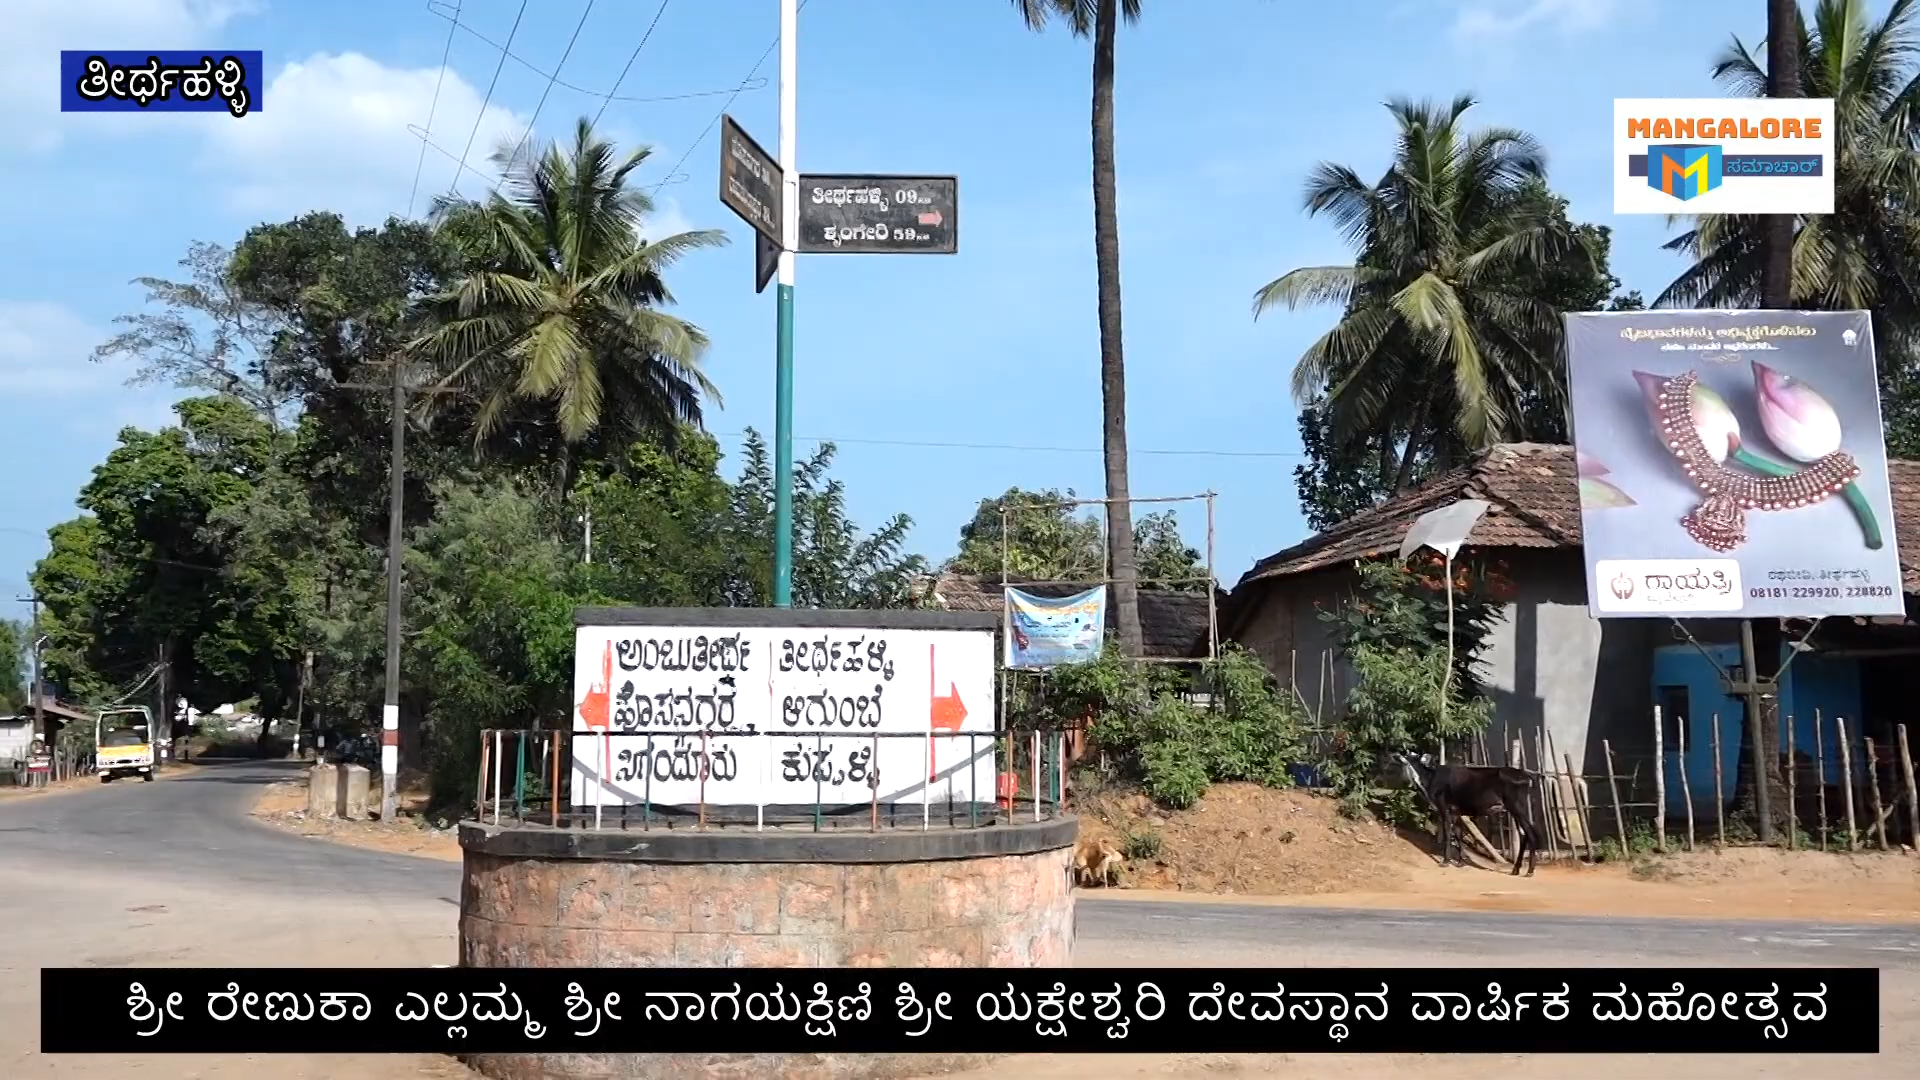 ತೀರ್ಥಹಳ್ಳಿ
MANGALORE
ಸಮಾಚಾರ್
ತೀರ್ಥಹಳ್ಳಿ 09
ಶೃಂಗೇರಿ 59
ಗಾಯತ್ರಿ
ತೀರ್ಥಹಳ್ಳಿ
08181 229920, 228820
ಅಂಬುತೀರ್ಥ ತೀರ್ಥಹಳ್ಳಿ
ಹೊಸನಗರ ಆಗುಂಬೆ
ಸಿಗಂದೂರು ಕುಪ್ಪಳ್ಳಿ
ಶ್ರೀ ರೇಣುಕಾ ಎಲ್ಲಮ್ಮ ಶ್ರೀ ನಾಗಯಕ್ಷಿಣಿ ಶ್ರೀ ಯಕ್ಷೇಶ್ವರಿ ದೇವಸ್ಥಾನ ವಾರ್ಷಿಕ ಮಹೋತ್ಸವ